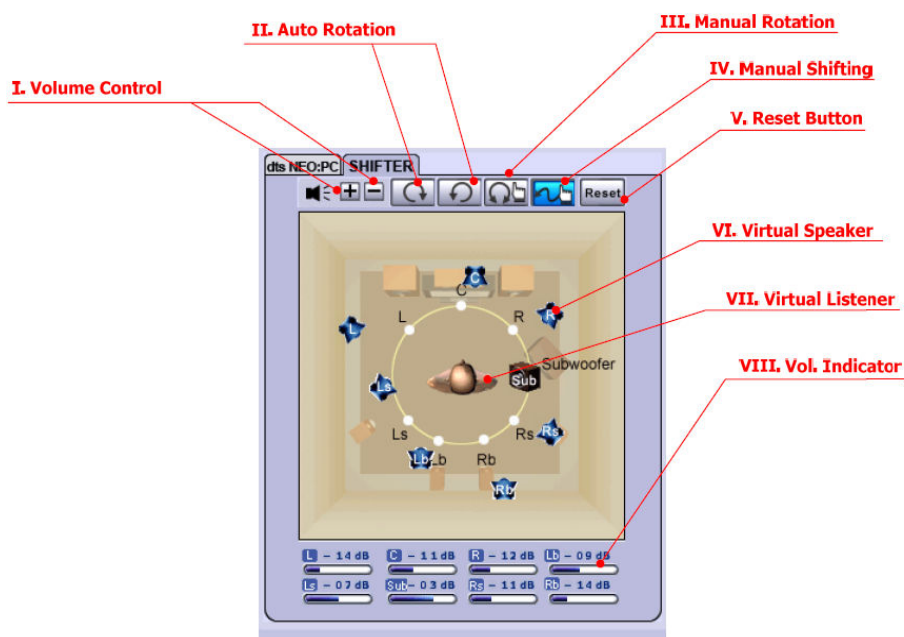 III. Manual Rotation
II. Auto Rotation
IV. Manual Shifting
I. Volume Control
V. Reset Button
dts NEO:PC SHIFTER
Reset
VI. Virtual Speaker
C
C
L R R
L
VII. Virtual Listener
Subwoofer
Sub
Ls
VIII. Vol. Indicator
Ls Rs Rs
Lb Lb Rb
Rb
L - 14 dB C - 11 dB R - 12 dB Lb - 09 dB
Ls - 07 dB Sub - 03 dB Rs - 11 dB Rb - 14 dB